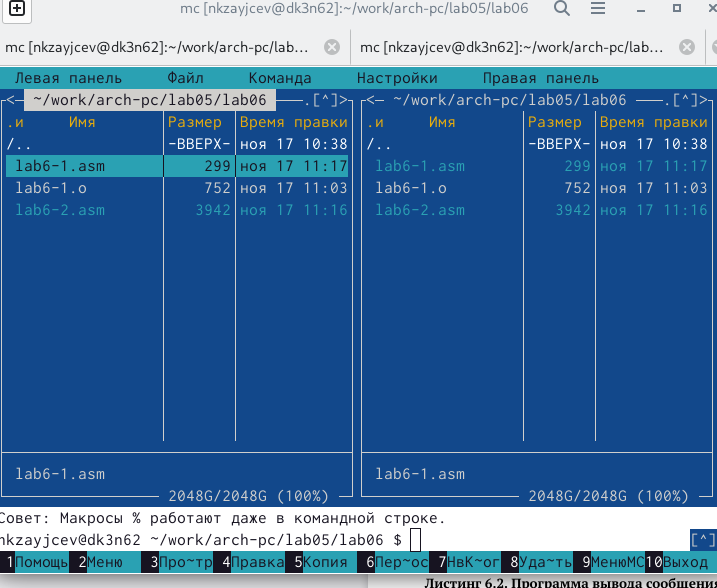 mc [nkzayjcev@dk3n62]:~/work/arch-pc/lab05/lab06
mc [nkzayjcev@dk3n62]:~/work/arch-pc/lab... mc [nkzayjcev@dk3n62]:~/work/arch-pc/lab...
Левая панель Файл Команда Настройки Правая панель
<─ ~/work/arch-pc/lab05/lab06 ───.[^]> <─ ~/work/arch-pc/lab05/lab06 ───.[^]>
.и Имя Размер Время правки .и Имя Размер Время правки
/.. -ВВЕРХ- ноя 17 10:38 /.. -ВВЕРХ- ноя 17 10:38
lab6-1.asm 299 ноя 17 11:17 lab6-1.asm 299 ноя 17 11:17
lab6-1.o 752 ноя 17 11:03 lab6-1.o 752 ноя 17 11:03
lab6-2.asm 3942 ноя 17 11:16 lab6-2.asm 3942 ноя 17 11:16
lab6-1.asm lab6-1.asm
2048G/2048G (100%) 2048G/2048G (100%)
Совет: Макросы % работают даже в командной строке.
nkzayjcev@dk3n62 ~/work/arch-pc/lab05/lab06 $ [^]
1Помощь 2Меню 3Про~тр 4Правка 5Копия 6Пер~ос 7НвК~ог 8Уда~ть 9МенюМС 10Выход
Листинг 6.2. Программа вывода сообщения